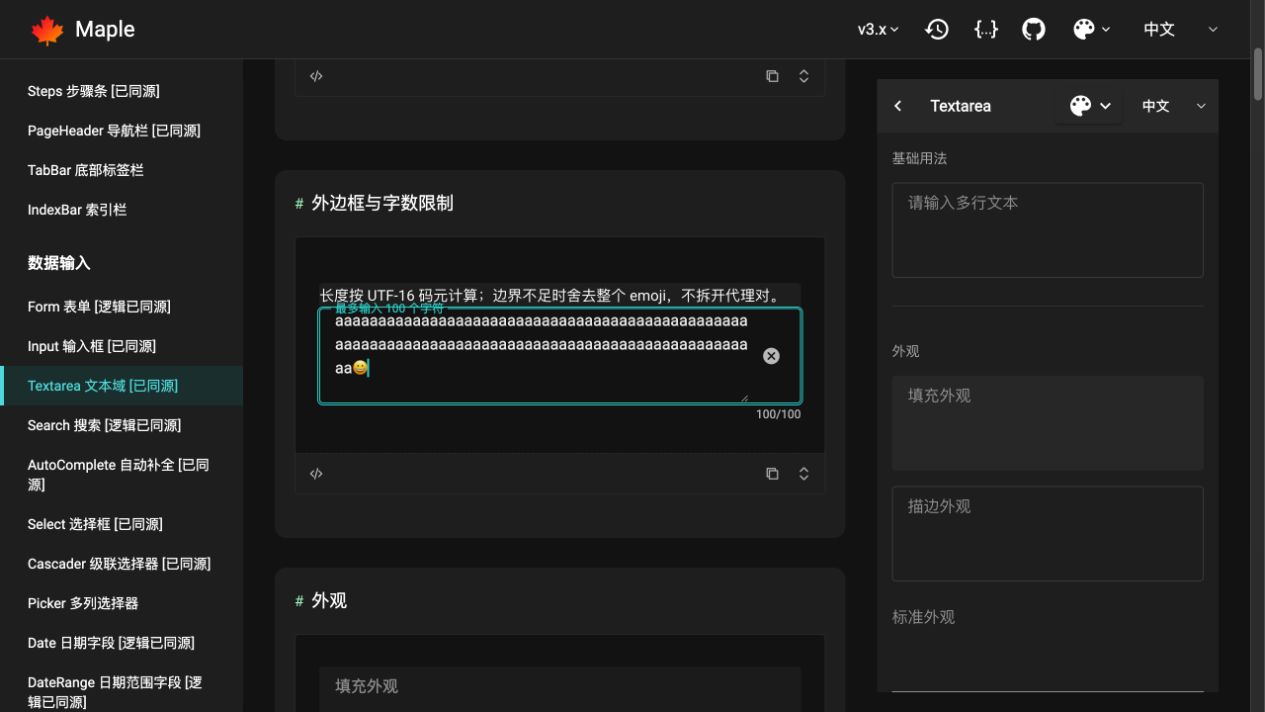 Maple
v3.x
{...}
中文
Steps 步骤条 [已同源]
PageHeader 导航栏 [已同源]
TabBar 底部标签栏
IndexBar 索引栏
数据输入
Form 表单 [逻辑已同源]
Input 输入框 [已同源]
Textarea 文本域 [已同源]
Search 搜索 [逻辑已同源]
AutoComplete 自动补全 [已同
源]
Select 选择框 [已同源]
Cascader 级联选择器 [已同源]
Picker 多列选择器
Date 日期字段 [逻辑已同源]
DateRange 日期范围字段 [逻
辑已同源]
</>
# 外边框与字数限制
长度按 UTF-16 码元计算；边界不足时舍去整个 emoji，不拆开代理对。
最多输入 100 个字符
aaaaaaaaaaaaaaaaaaaaaaaaaaaaaaaaaaaaaaaaaaaaaaaa
aaaaaaaaaaaaaaaaaaaaaaaaaaaaaaaaaaaaaaaaaaaaaaaa
aa😀
100/100
</>
# 外观
填充外观
Textarea
中文
基础用法
请输入多行文本
外观
填充外观
描边外观
标准外观